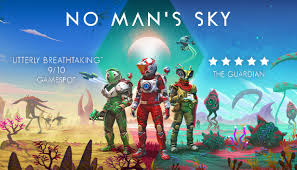 NO MAN'S SKY
"UTTERLY BREATHTAKING"
9/10
GAMESPOT
★★★★★
THE GUARDIAN